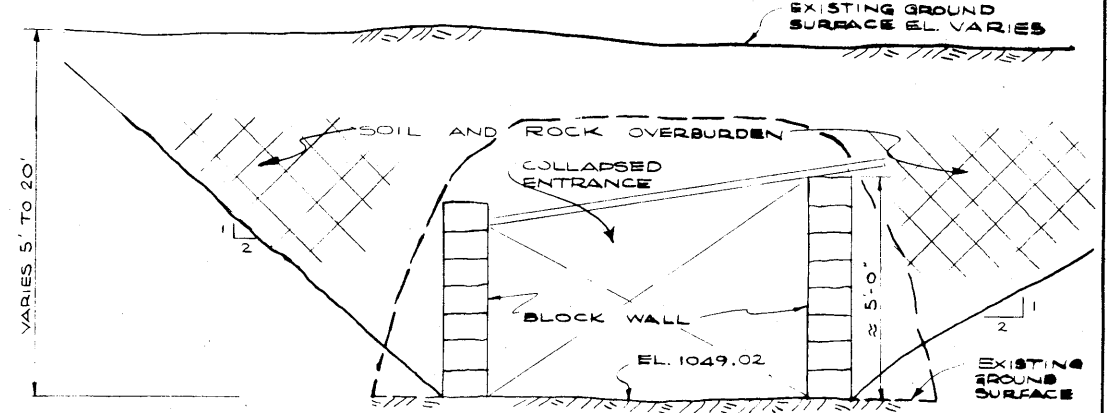 EXISTING GROUND
SURFACE EL. VARIES
SOIL AND ROCK OVERBURDEN
COLLAPSED
ENTRANCE
VARIES 5' TO 20'
1
2
≈ 5'-0"
1
2
BLOCK WALL
EL. 1049.02
EXISTING
GROUND
SURFACE